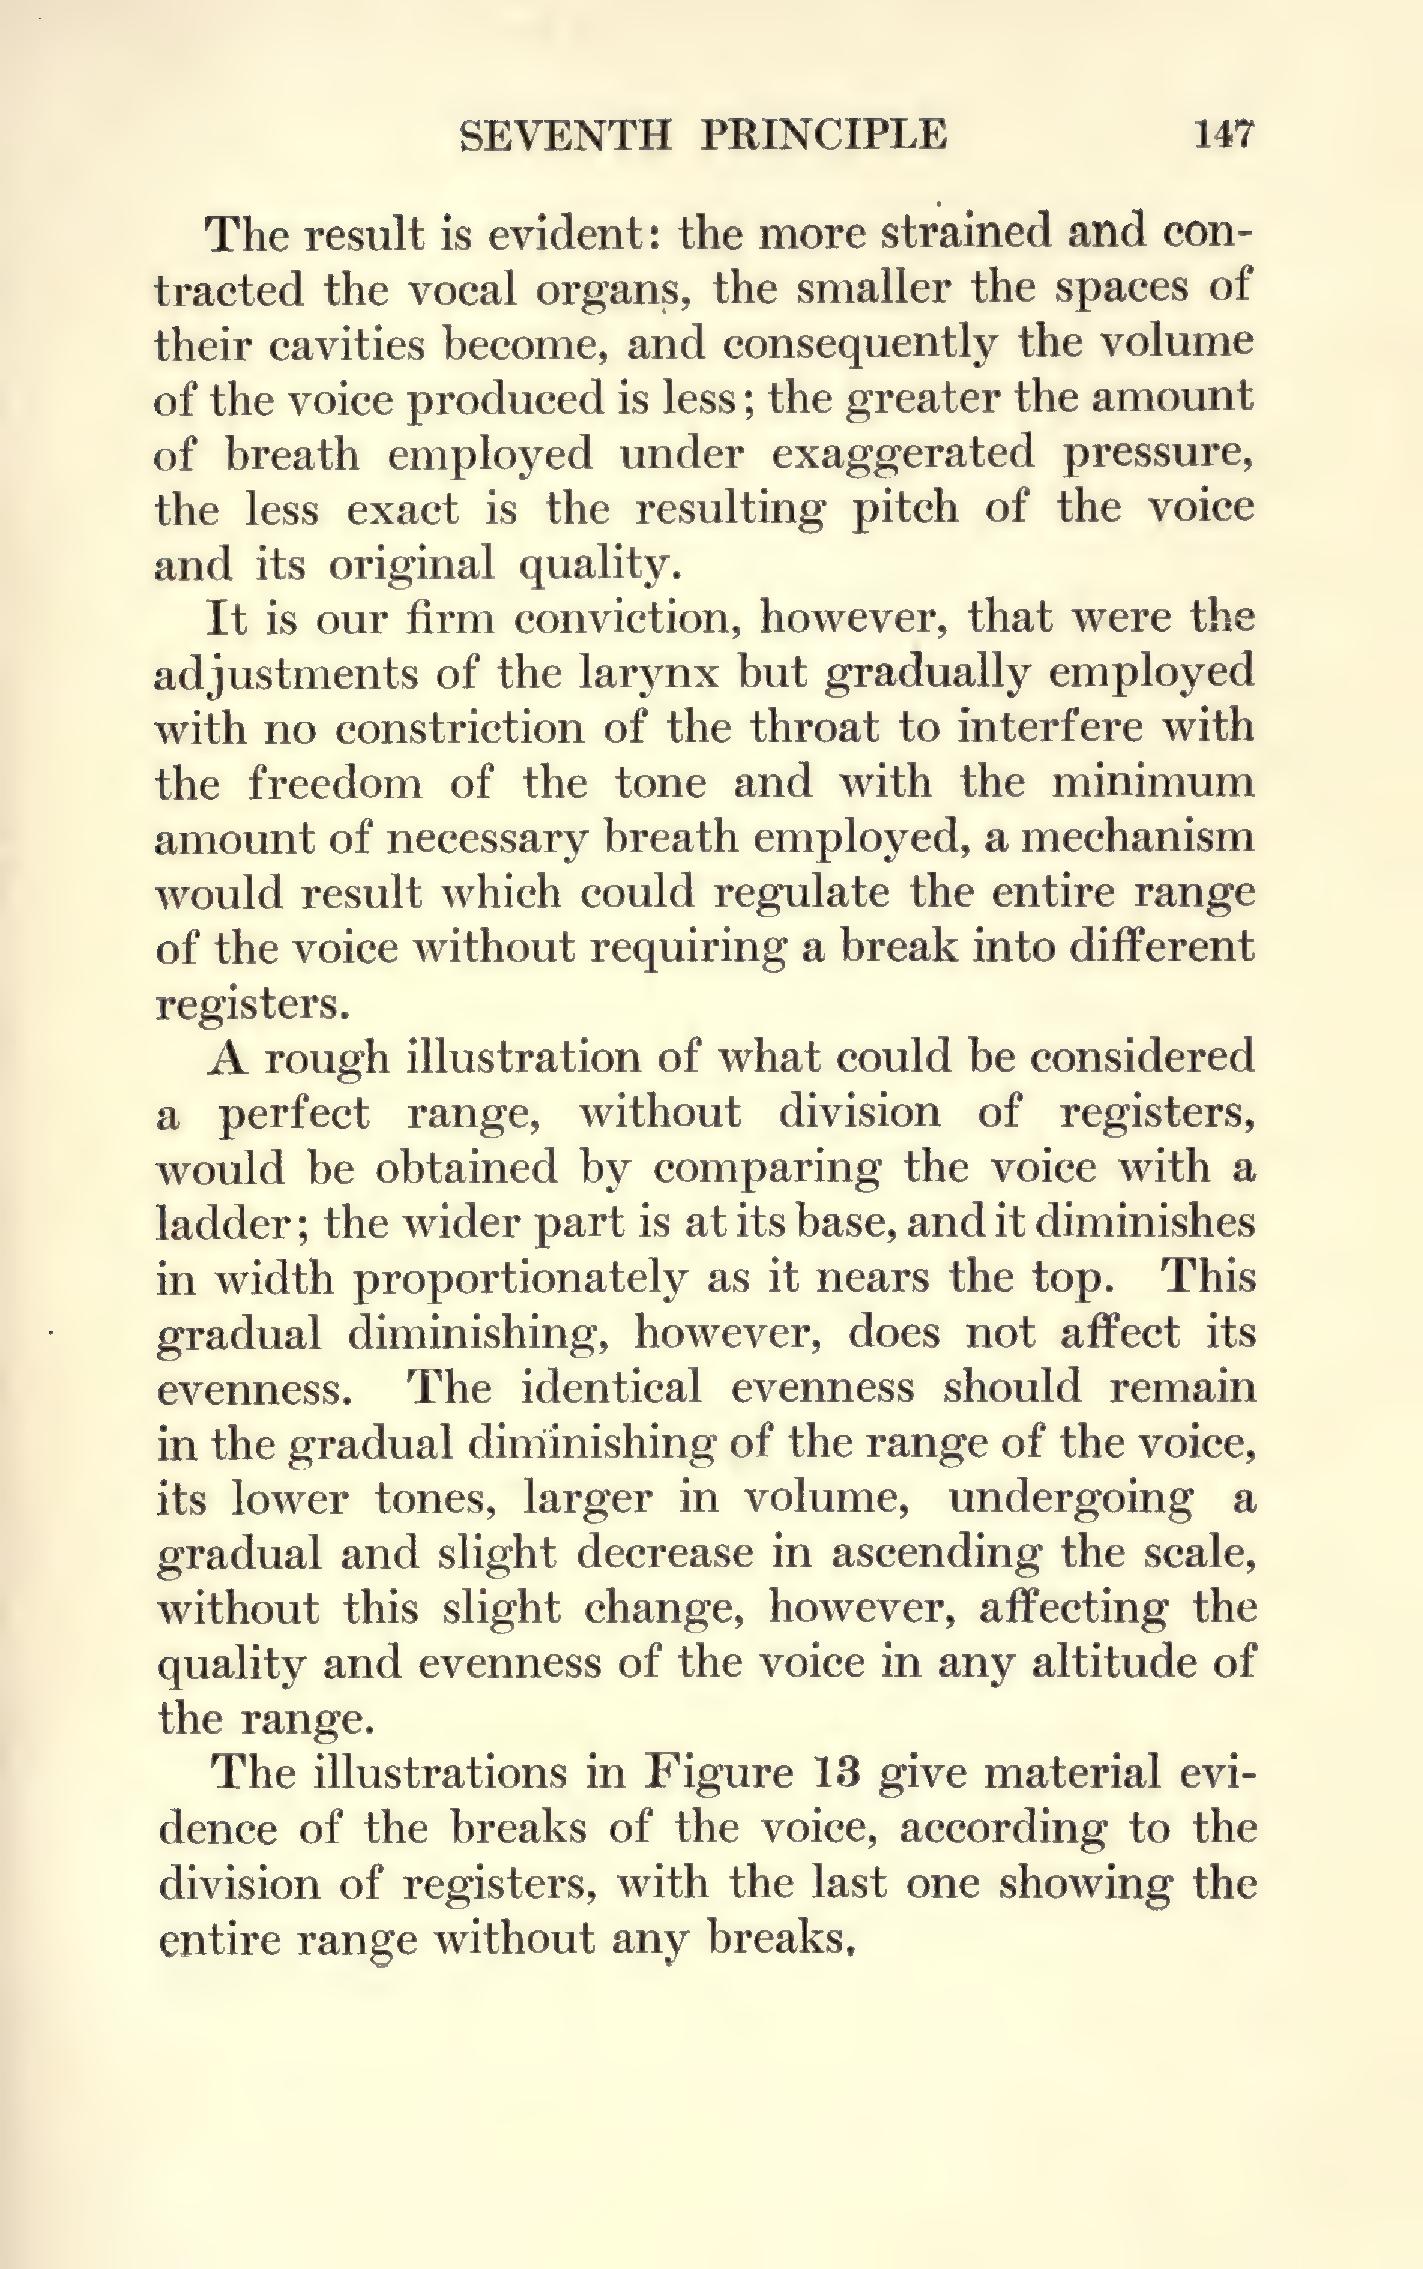 SEVENTH PRINCIPLE 147
The result is evident: the more strained and con-
tracted the vocal organs, the smaller the spaces of
their cavities become, and consequently the volume
of the voice produced is less; the greater the amount
of breath employed under exaggerated pressure,
the less exact is the resulting pitch of the voice
and its original quality.
It is our firm conviction, however, that were the
adjustments of the larynx but gradually employed
with no constriction of the throat to interfere with
the freedom of the tone and with the minimum
amount of necessary breath employed, a mechanism
would result which could regulate the entire range
of the voice without requiring a break into different
registers.
A rough illustration of what could be considered
a perfect range, without division of registers,
would be obtained by comparing the voice with a
ladder; the wider part is at its base, and it diminishes
in width proportionately as it nears the top. This
gradual diminishing, however, does not affect its
evenness. The identical evenness should remain
in the gradual diminishing of the range of the voice,
its lower tones, larger in volume, undergoing a
gradual and slight decrease in ascending the scale,
without this slight change, however, affecting the
quality and evenness of the voice in any altitude of
the range.
The illustrations in Figure 13 give material evi-
dence of the breaks of the voice, according to the
division of registers, with the last one showing the
entire range without any breaks.